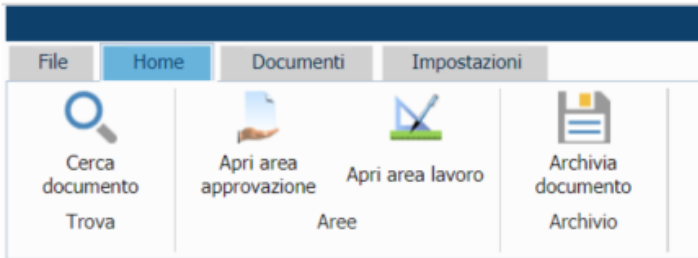 File Home Documenti Impostazioni
Cerca
documento
Apri area
approvazione
Apri area lavoro
Archivia
documento
Trova Aree Archivio